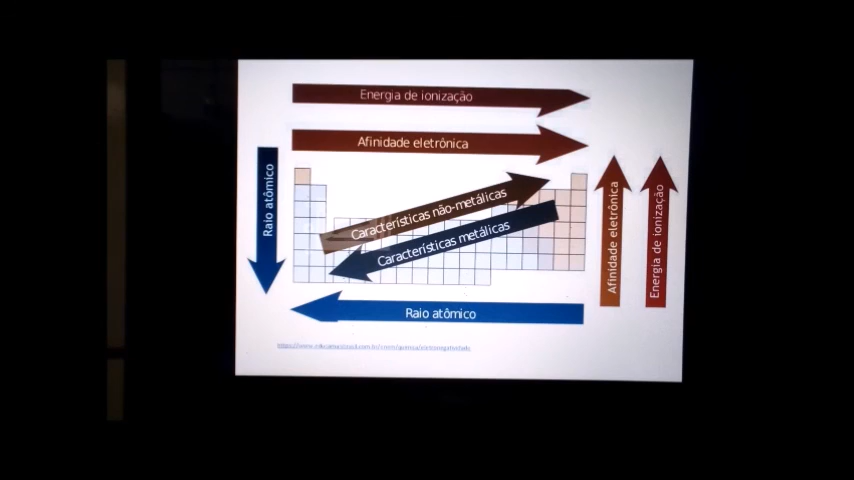 Energia de ionização
Afinidade eletrônica
Raio atômico
Características não-metálicas
Características metálicas
Afinidade eletrônica
Energia de ionização
Raio atômico